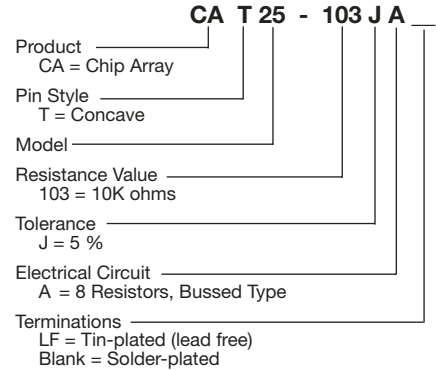 CA T 25 - 103 J A __
Product
CA = Chip Array
Pin Style
T = Concave
Model
Resistance Value
103 = 10K ohms
Tolerance
J = 5 %
Electrical Circuit
A = 8 Resistors, Bussed Type
Terminations
LF = Tin-plated (lead free)
Blank = Solder-plated